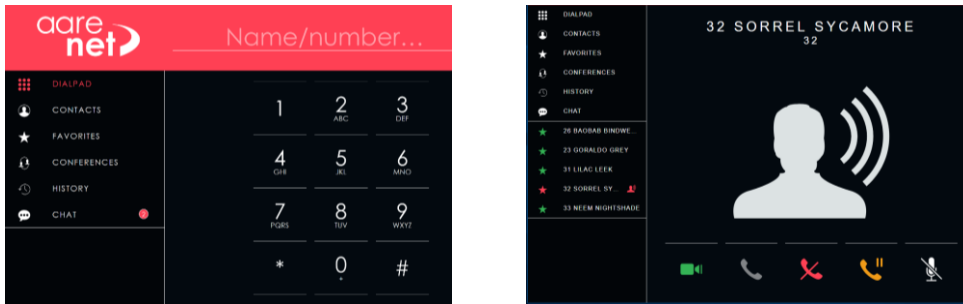 aare
net
Name/number...
DIALPAD
CONTACTS
FAVORITES
CONFERENCES
HISTORY
CHAT 2
1
2 ABC
3 DEF
4 GHI
5 JKL
6 MNO
7 PQRS
8 TUV
9 WXYZ
*
0
#
DIALPAD
CONTACTS
FAVORITES
CONFERENCES
HISTORY
CHAT
26 BAOBAB BINDWE...
23 GORALDO GREY
31 LILAC LEEK
32 SORREL SY...
33 NEEM NIGHTSHADE
32 SORREL SYCAMORE
32